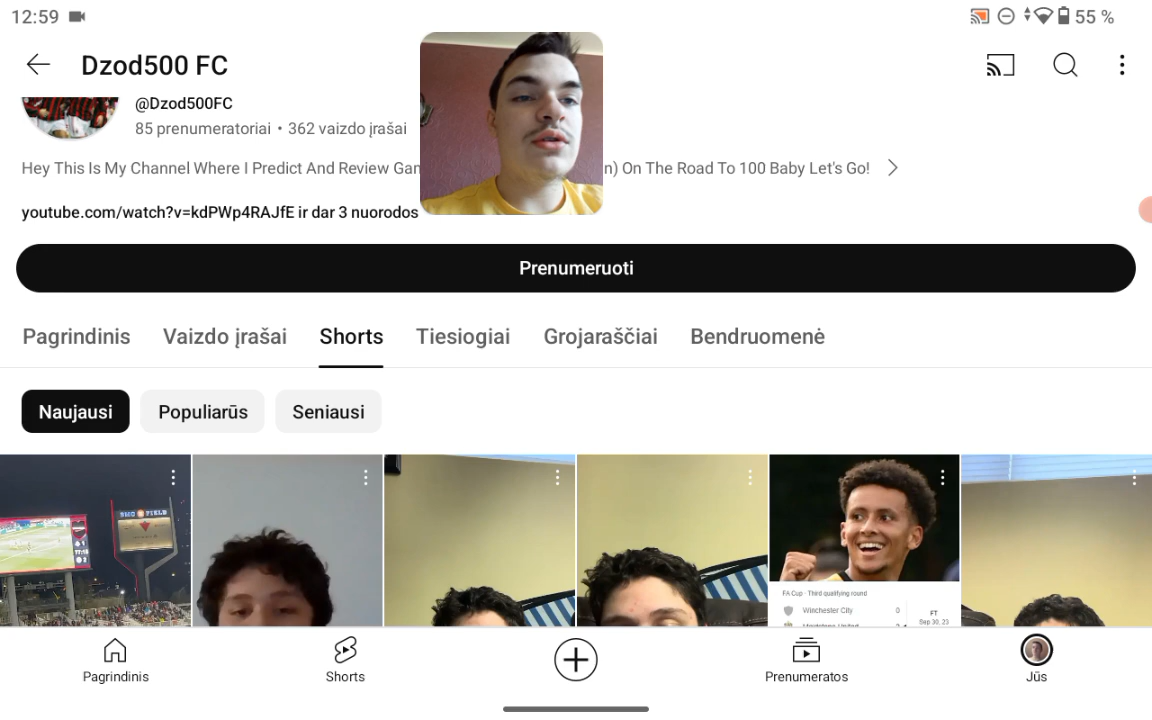 12:59
55 %
Dzod500 FC
@Dzod500FC
85 prenumeratoriai • 362 vaizdo įrašai
Hey This Is My Channel Where I Predict And Review Gan n) On The Road To 100 Baby Let's Go!
youtube.com/watch?v=kdPWp4RAJfE ir dar 3 nuorodos
Prenumeruoti
Pagrindinis Vaizdo įrašai Shorts Tiesiogiai Grojaraščiai Bendruomenė
Naujausi Populiarūs Seniausi
BMO FIELD
FA Cup · Third qualifying round
Winchester City 0
FT
Sep 30, 23
Pagrindinis Shorts Prenumeratos Jūs